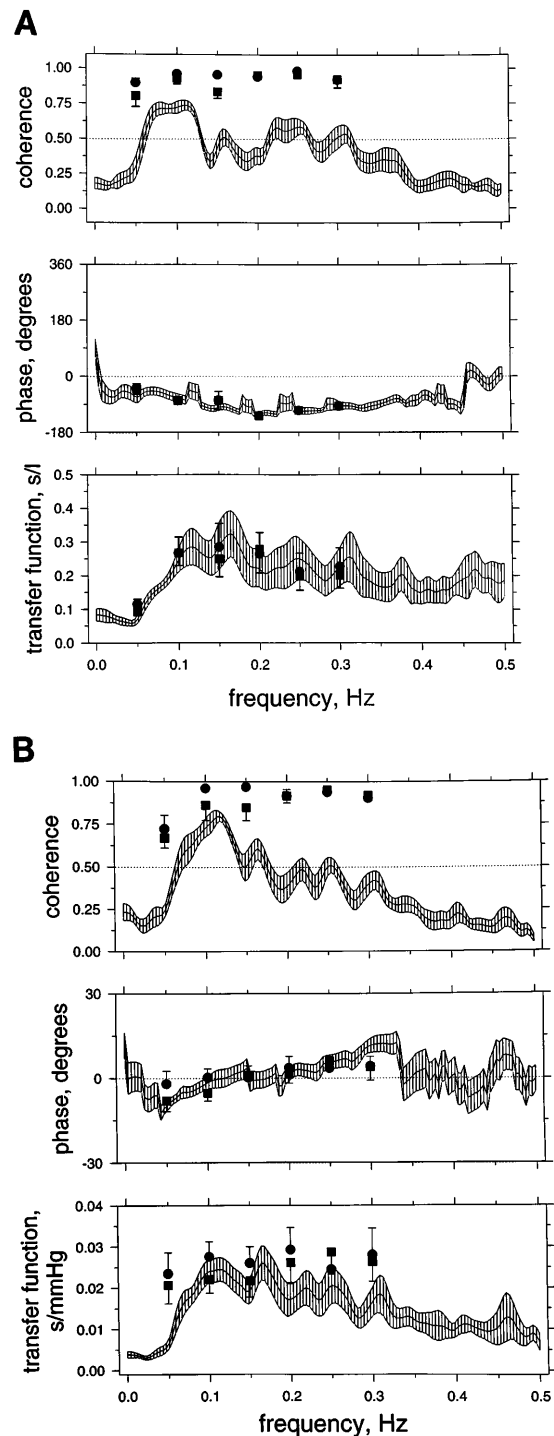 A
1.00
0.75
0.50
0.25
0.00
coherence
360
180
0
-180
phase, degrees
0.5
0.4
0.3
0.2
0.1
0.0
transfer function, s/l
0.0 0.1 0.2 0.3 0.4 0.5
frequency, Hz
B
1.00
0.75
0.50
0.25
0.00
coherence
30
0
-30
phase, degrees
0.04
0.03
0.02
0.01
0.00
transfer function,
s/mmHg
0.0 0.1 0.2 0.3 0.4 0.5
frequency, Hz